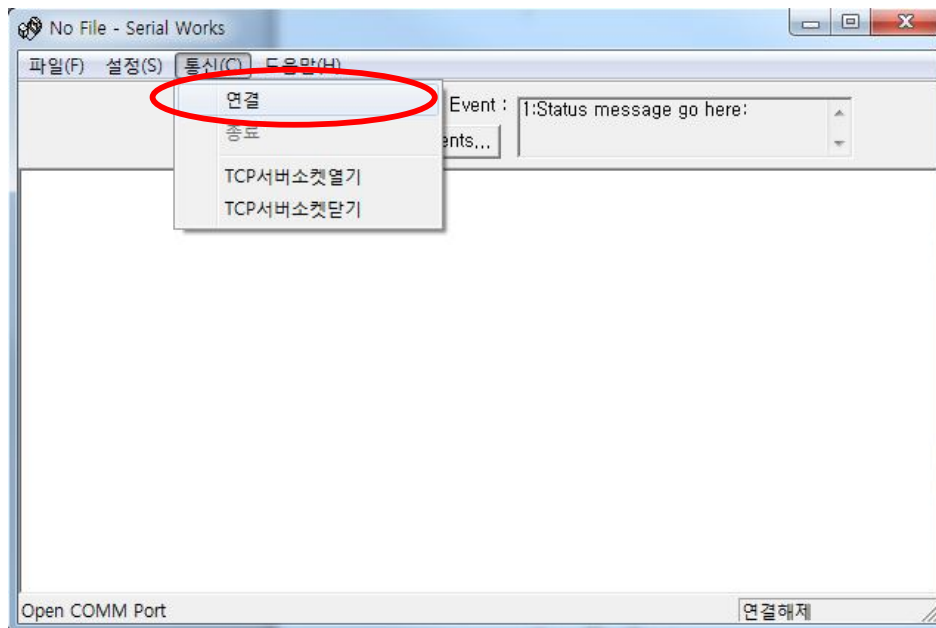 No File - Serial Works
파일(F) 설정(S) 통신(C) 도움말(H)
연결
종료
TCP서버소켓열기
TCP서버소켓닫기
Event :
1:Status message go here:
ents,,,
Open COMM Port
연결해제